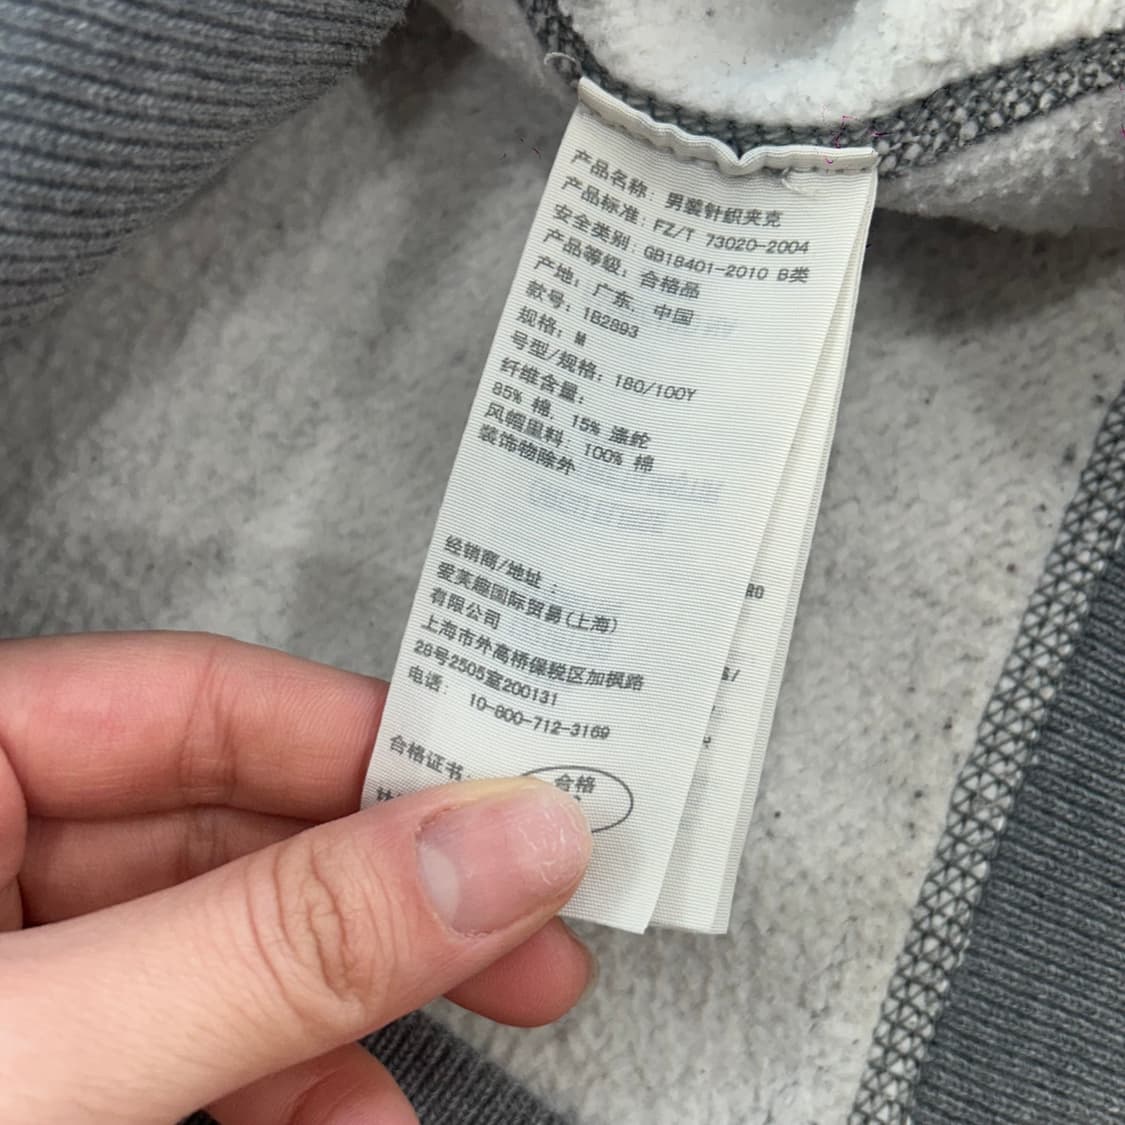 产品名称: 男装针织夹克
产品标准: FZ/T 73020-2004
安全类别: GB18401-2010 B类
产品等级: 合格品
产地: 广东, 中国
款号: 1B2893
规格: M
号型/规格: 180/100Y
纤维含量:
85% 棉, 15% 涤纶
风帽里料, 100% 棉
装饰物除外
经销商/地址 :
爱芙趣国际贸易(上海)
有限公司
上海市外高桥保税区加枫路
28号2505室200131
电话: 10-800-712-3169
合格证书:
合格